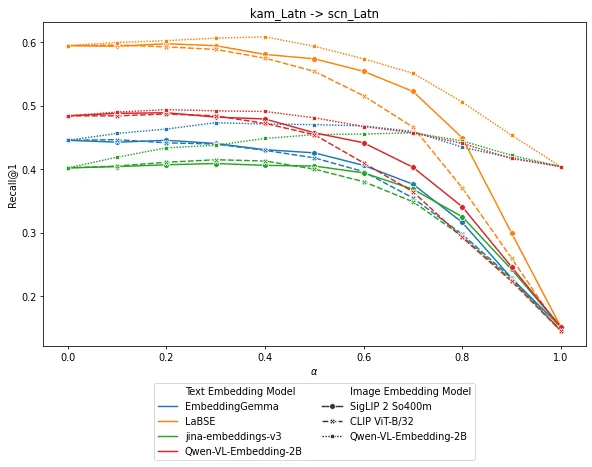 kam_Latn -> scn_Latn
Recall@1
0.6
0.5
0.4
0.3
0.2
0.0 0.2 0.4 0.6 0.8 1.0
α
Text Embedding Model
EmbeddingGemma
LaBSE
jina-embeddings-v3
Qwen-VL-Embedding-2B
Image Embedding Model
SigLIP 2 So400m
CLIP ViT-B/32
Qwen-VL-Embedding-2B